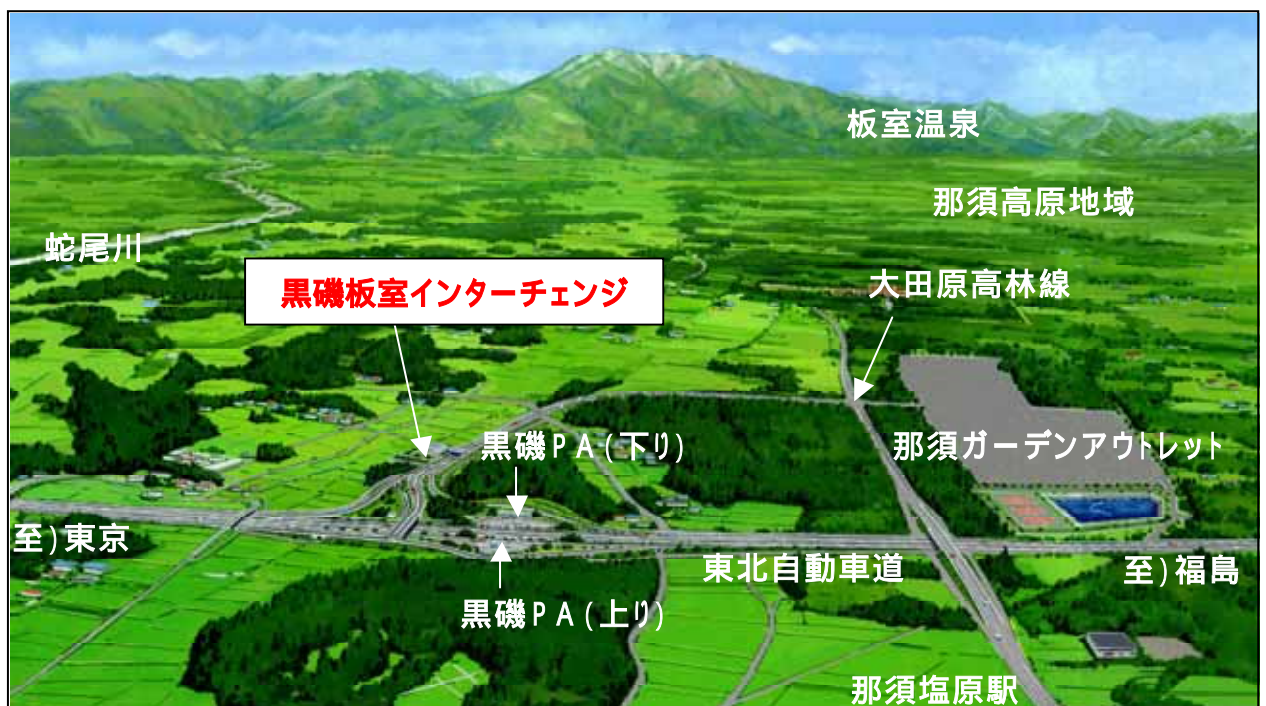 板室温泉
那須高原地域
蛇尾川
大田原高林線
黒磯板室インターチェンジ
黒磯PA(下り)
那須ガーデンアウトレット
至)東京
東北自動車道
至)福島
黒磯PA(上り)
那須塩原駅